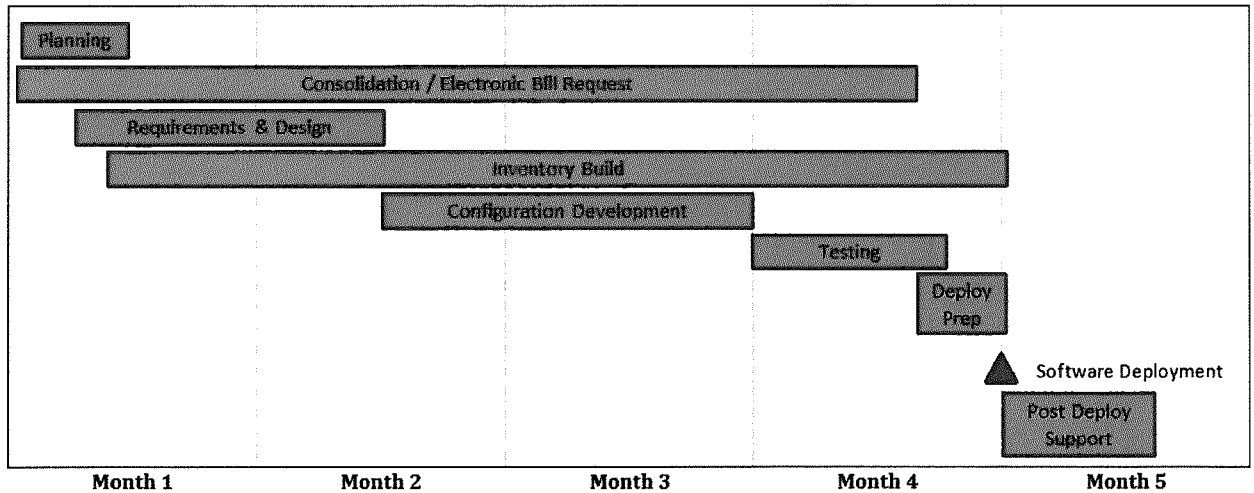 Planning
Consolidation / Electronic Bill Request
Requirements & Design
Inventory Build
Configuration Development
Testing
Deploy
Prep
Software Deployment
Post Deploy
Support
Month 1 Month 2 Month 3 Month 4 Month 5